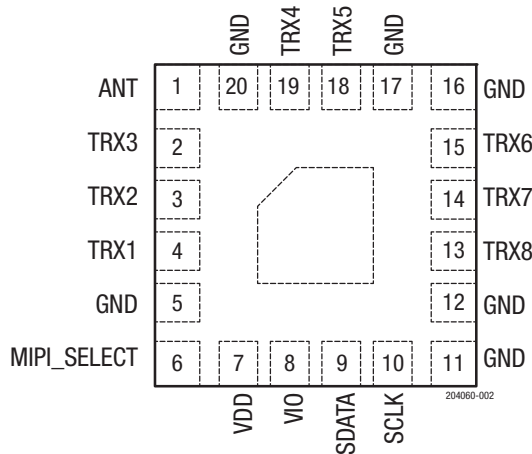 GND TRX4 TRX5 GND
20 19 18 17
ANT 1 16 GND
TRX3 2 15 TRX6
TRX2 3 14 TRX7
TRX1 4 13 TRX8
GND 5 12 GND
MIPI_SELECT 6 11 GND
7 8 9 10
VDD VIO SDATA SCLK
204060-002